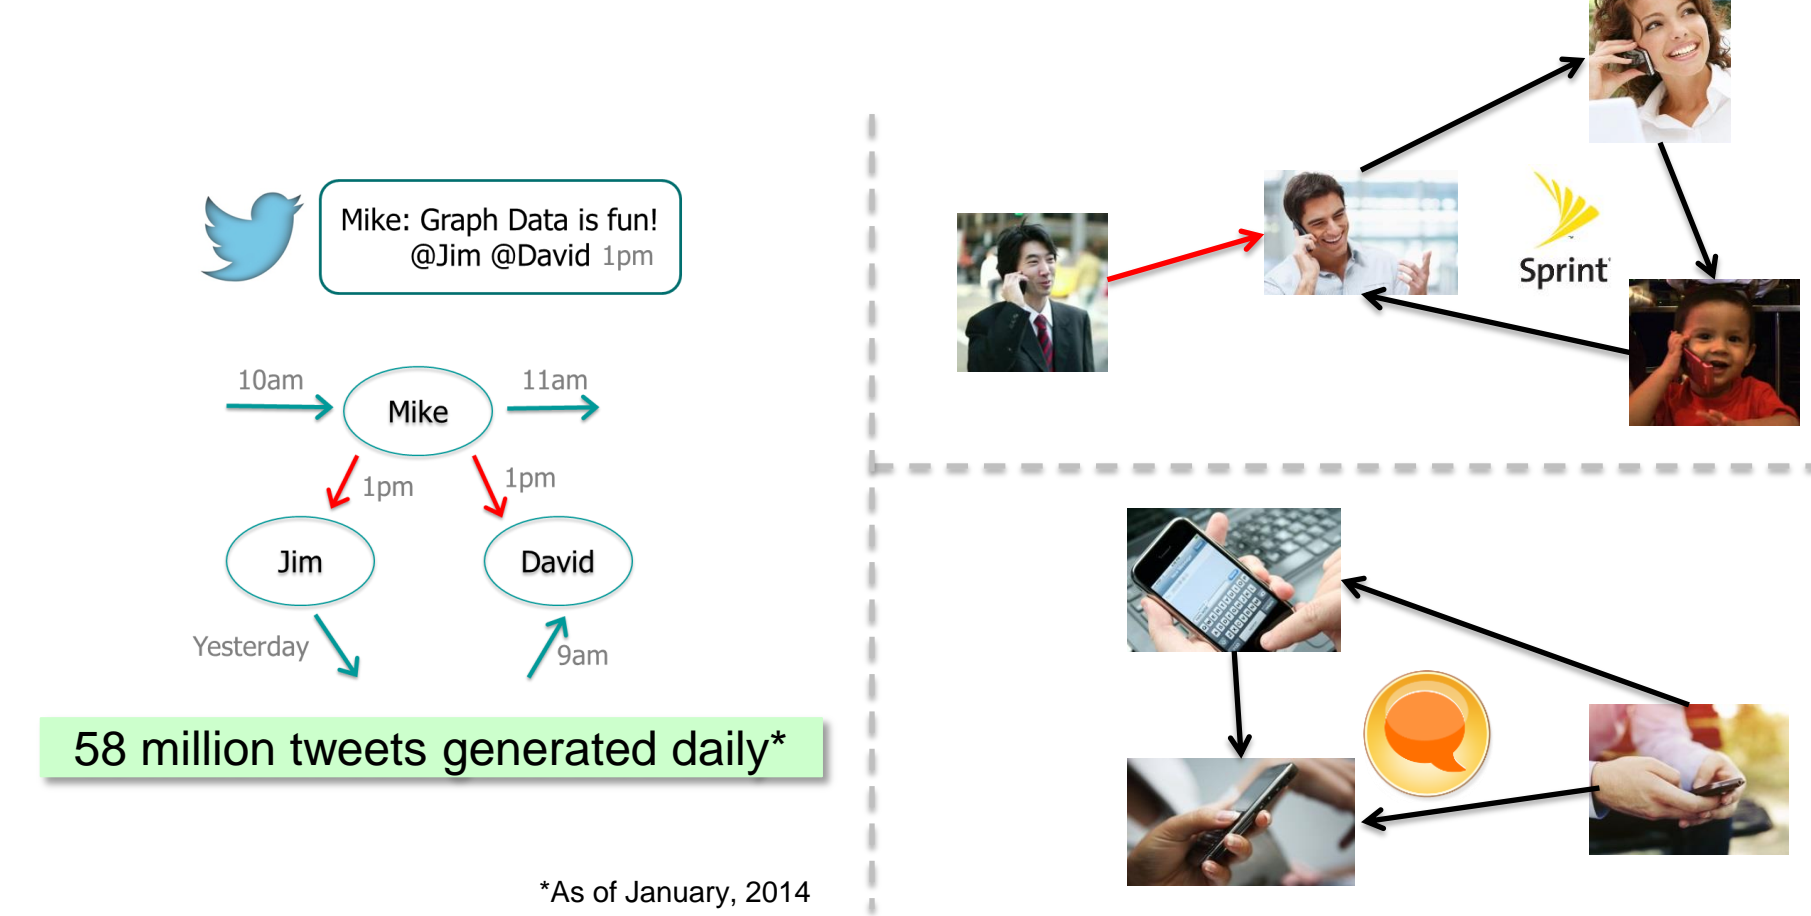 Mike: Graph Data is fun!
@Jim @David 1pm
10am
11am
Mike
1pm
1pm
Jim
David
Yesterday
9am
58 million tweets generated daily*
*As of January, 2014
Sprint